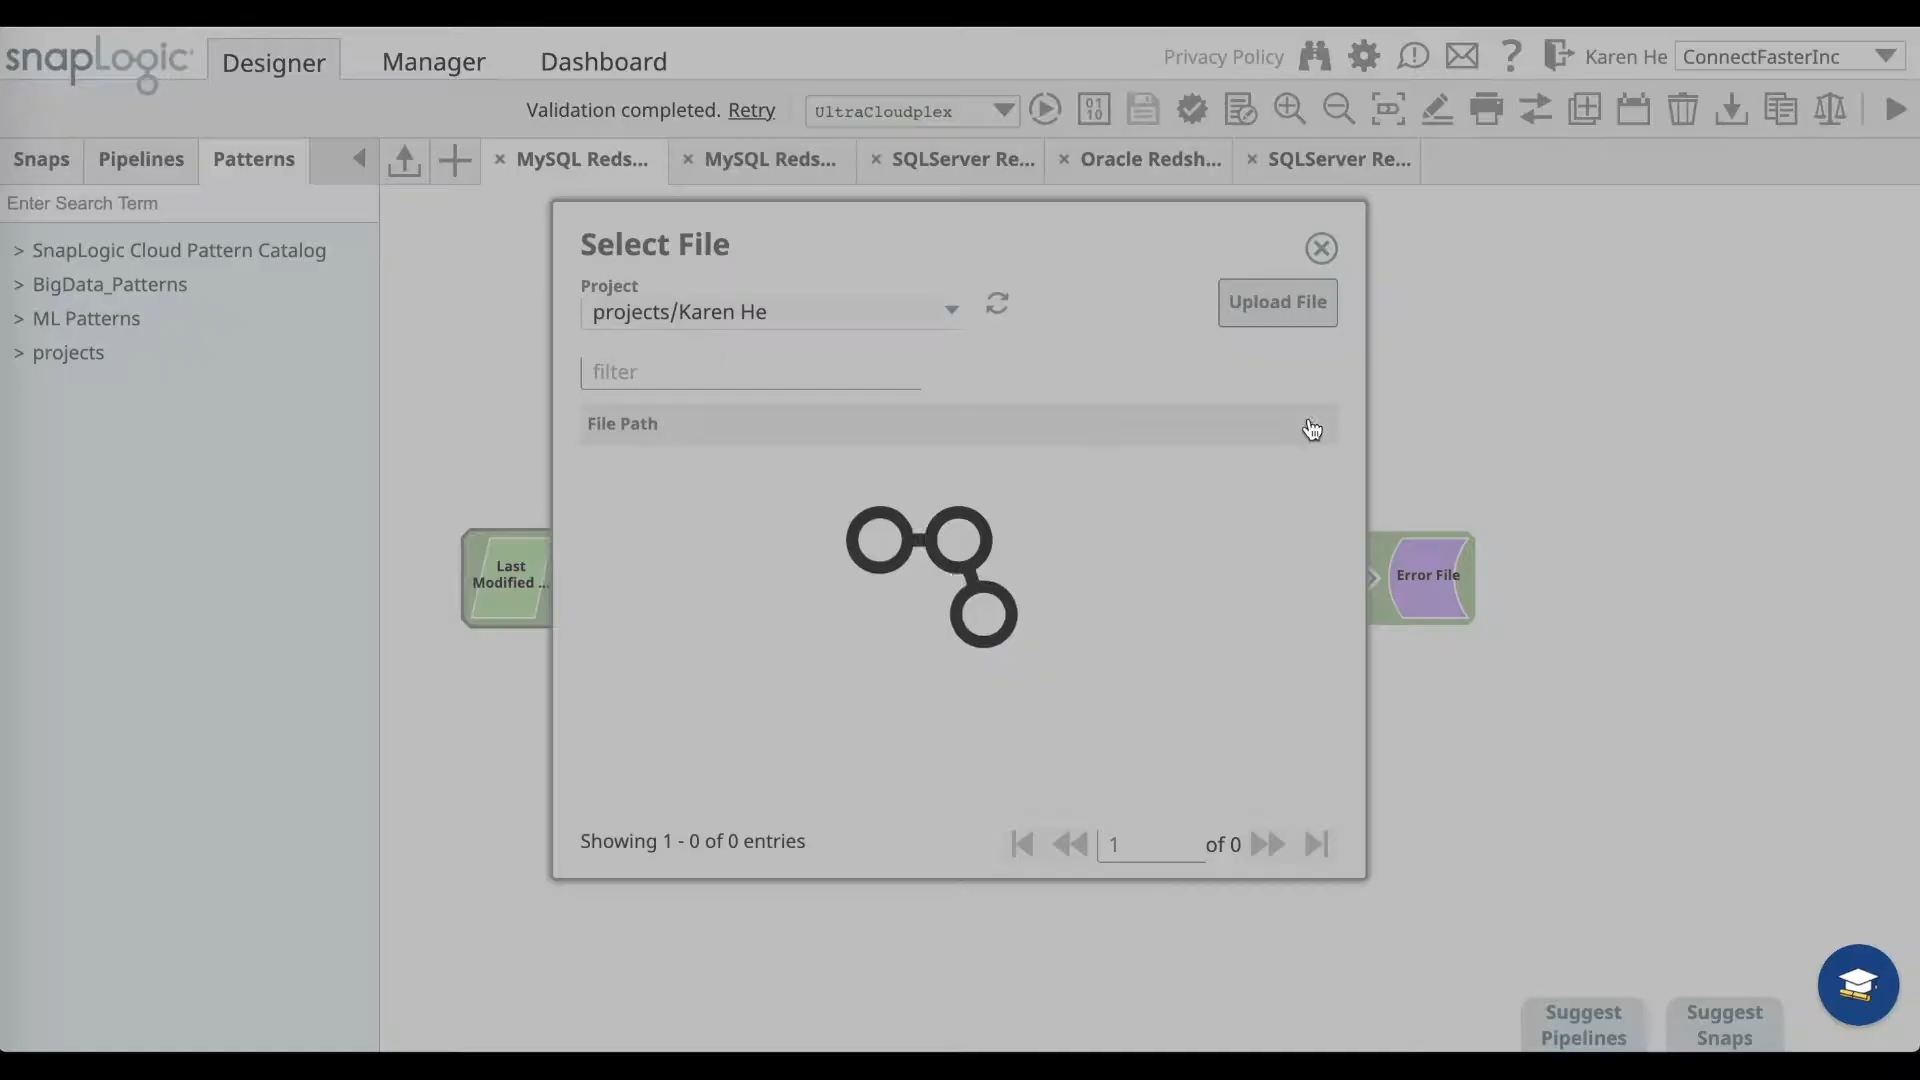 snapLogic
Designer
Manager
Dashboard
Privacy Policy
Karen He
ConnectFasterInc
Validation completed. Retry
UltraCloudplex
01
10
Snaps
Pipelines
Patterns
MySQL Reds...
MySQL Reds...
SQLServer Re...
Oracle Redsh...
SQLServer Re...
Enter Search Term
> SnapLogic Cloud Pattern Catalog
> BigData_Patterns
> ML Patterns
> projects
Select File
Project
projects/Karen He
Upload File
filter
File Path
Last
Modified ...
Error File
Showing 1 - 0 of 0 entries
1
of 0
Suggest
Pipelines
Suggest
Snaps